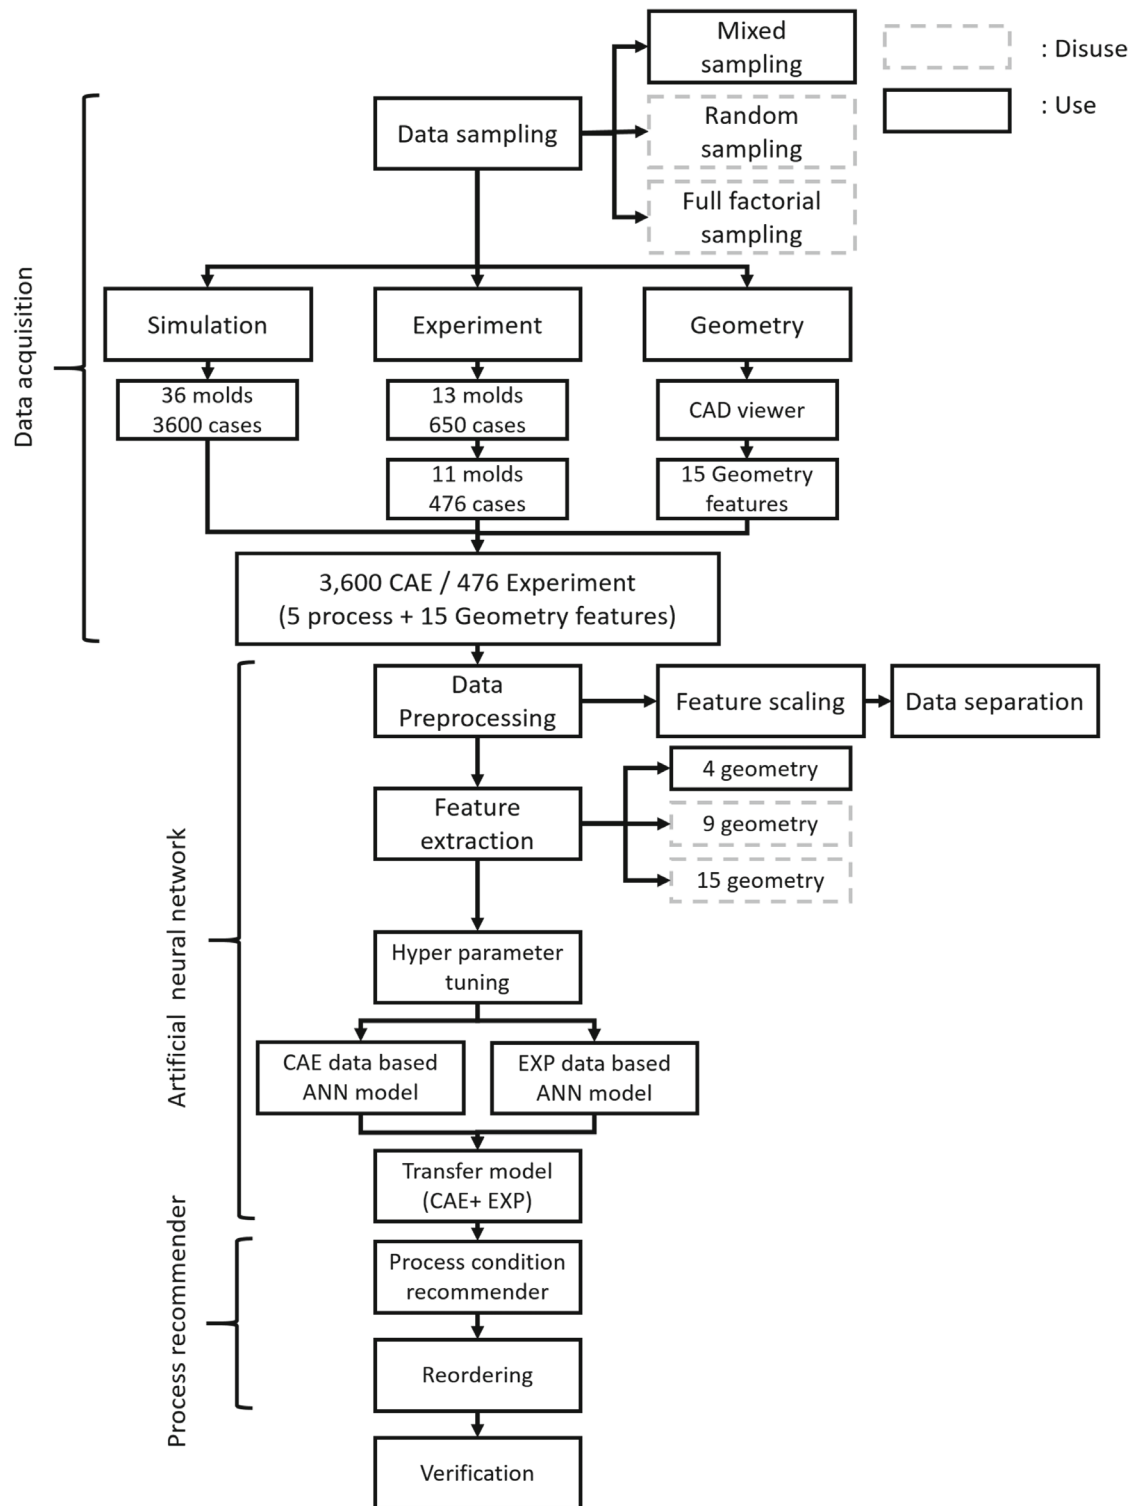 Mixed
sampling
: Disuse
: Use
Data sampling
Random
sampling
Full factorial
sampling
Data acquisition
Simulation
Experiment
Geometry
36 molds
3600 cases
13 molds
650 cases
CAD viewer
11 molds
476 cases
15 Geometry
features
3,600 CAE / 476 Experiment
(5 process + 15 Geometry features)
Artificial neural network
Data
Preprocessing
Feature scaling
Data separation
Feature
extraction
4 geometry
9 geometry
15 geometry
Hyper parameter
tuning
CAE data based
ANN model
EXP data based
ANN model
Transfer model
(CAE+ EXP)
Process recommender
Process condition
recommender
Reordering
Verification